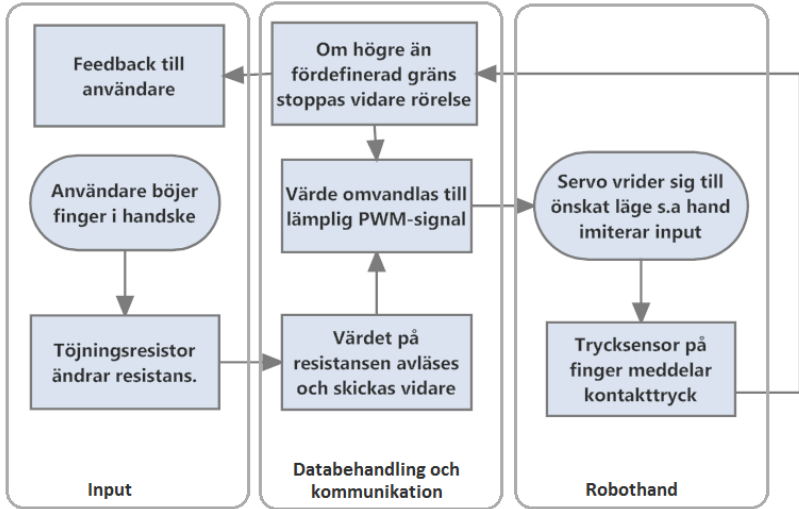 Feedback till
användare
Användare böjer
finger i handske
Töjningsresistor
ändrar resistans.
Input
Om högre än
fördefinerad gräns
stoppas vidare rörelse
Värde omvandlas till
lämplig PWM-signal
Värdet på
resistansen avläses
och skickas vidare
Databehandling och
kommunikation
Servo vrider sig till
önskat läge s.a hand
imiterar input
Trycksensor på
finger meddelar
kontakttryck
Robothand